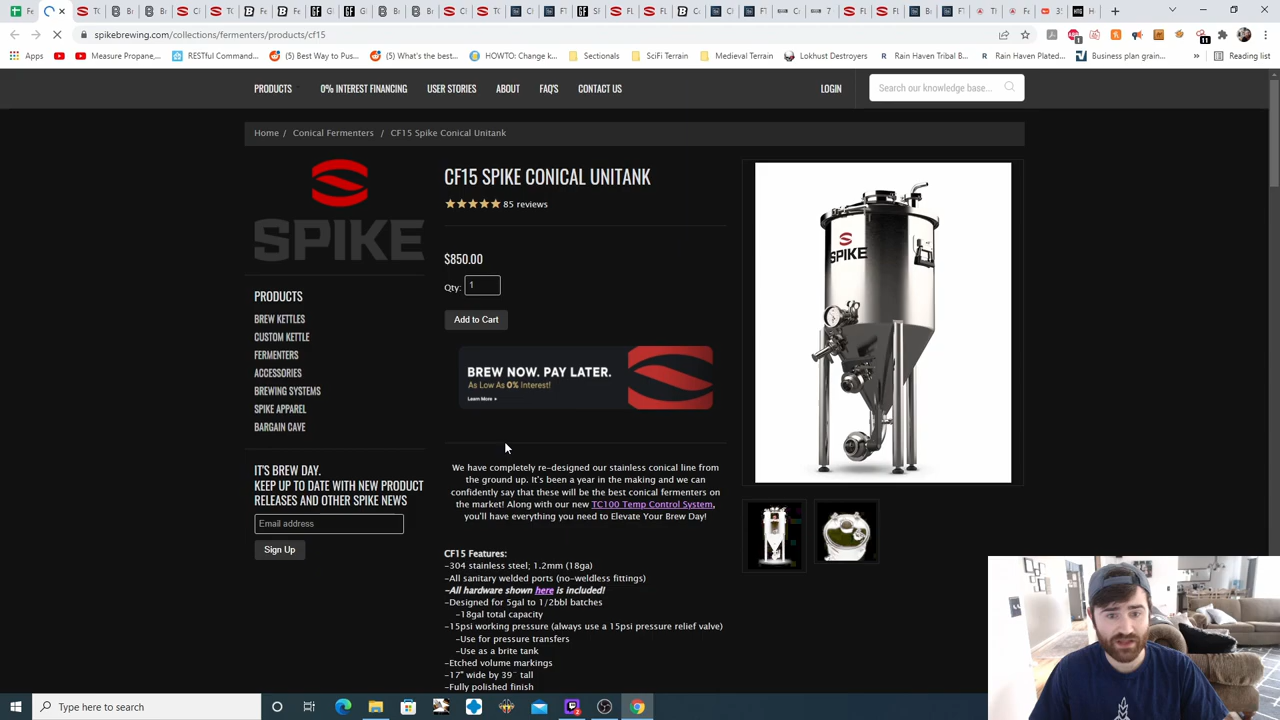 spikebrewing.com/collections/fermenters/products/cf15
Apps
Measure Propane,...
RESTful Command...
(5) Best Way to Pus...
(4) What's the best...
HOWTO: Change k...
Sectionals
SciFi Terrain
Medieval Terrain
Lokhust Destroyers
Rain Haven Tribal B...
Rain Haven Plated...
Business plan grain...
»
Reading list
PRODUCTS
0% INTEREST FINANCING
USER STORIES
ABOUT
FAQ'S
CONTACT US
LOGIN
Search our knowledge base...
Home / Conical Fermenters / CF15 Spike Conical Unitank
SPIKE
PRODUCTS
BREW KETTLES
CUSTOM KETTLE
FERMENTERS
ACCESSORIES
BREWING SYSTEMS
SPIKE APPAREL
BARGAIN CAVE
IT'S BREW DAY.
KEEP UP TO DATE WITH NEW PRODUCT
RELEASES AND OTHER SPIKE NEWS
Email address
Sign Up
CF15 SPIKE CONICAL UNITANK
85 reviews
$850.00
Qty: 1
Add to Cart
BREW NOW. PAY LATER.
As Low As 0% Interest!
Learn More
We have completely re-designed our stainless conical line from
the ground up. It's been a year in the making and we can
confidently say that these will be the best conical fermenters on
the market! Along with our new TC100 Temp Control System,
you'll have everything you need to Elevate Your Brew Day!
CF15 Features:
-304 stainless steel; 1.2mm (18ga)
-All sanitary welded ports (no-weldless fittings)
-All hardware shown here is included!
-Designed for 5gal to 1/2bbl batches
-18gal total capacity
-15psi working pressure (always use a 15psi pressure relief valve)
-Use for pressure transfers
-Use as a brite tank
-Etched volume markings
-17" wide by 39" tall
-Fully polished finish
SPIKE
Type here to search